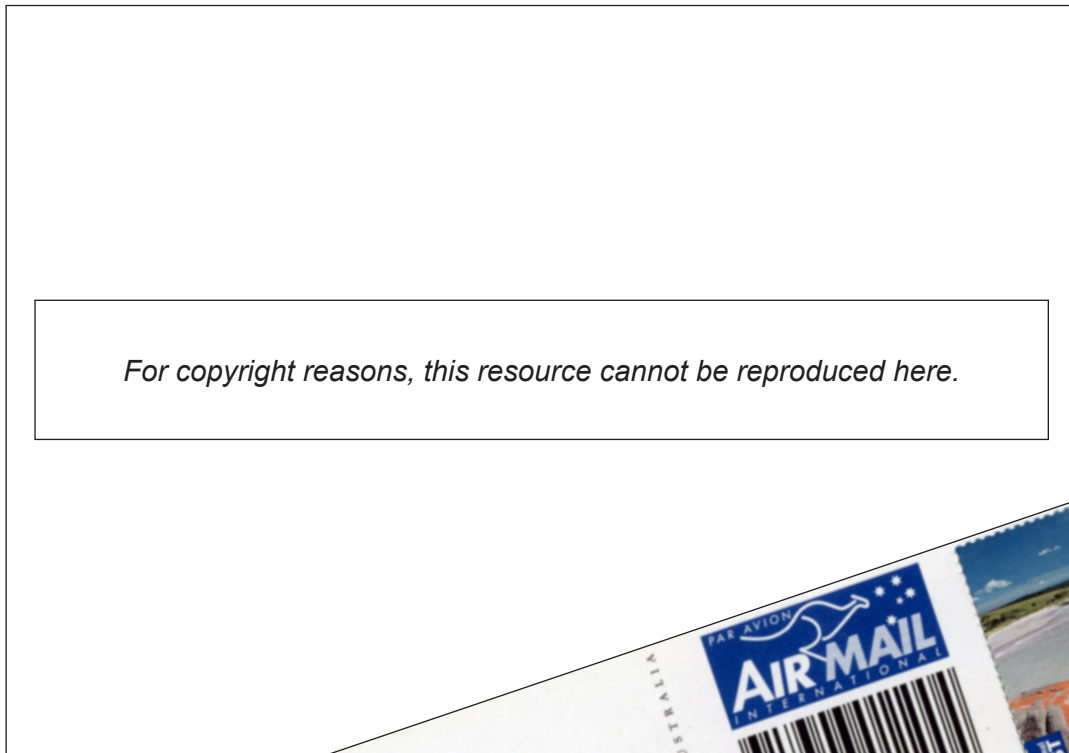 For copyright reasons, this resource cannot be reproduced here.
PAR AVION
AIR MAIL
INTERNATIONAL